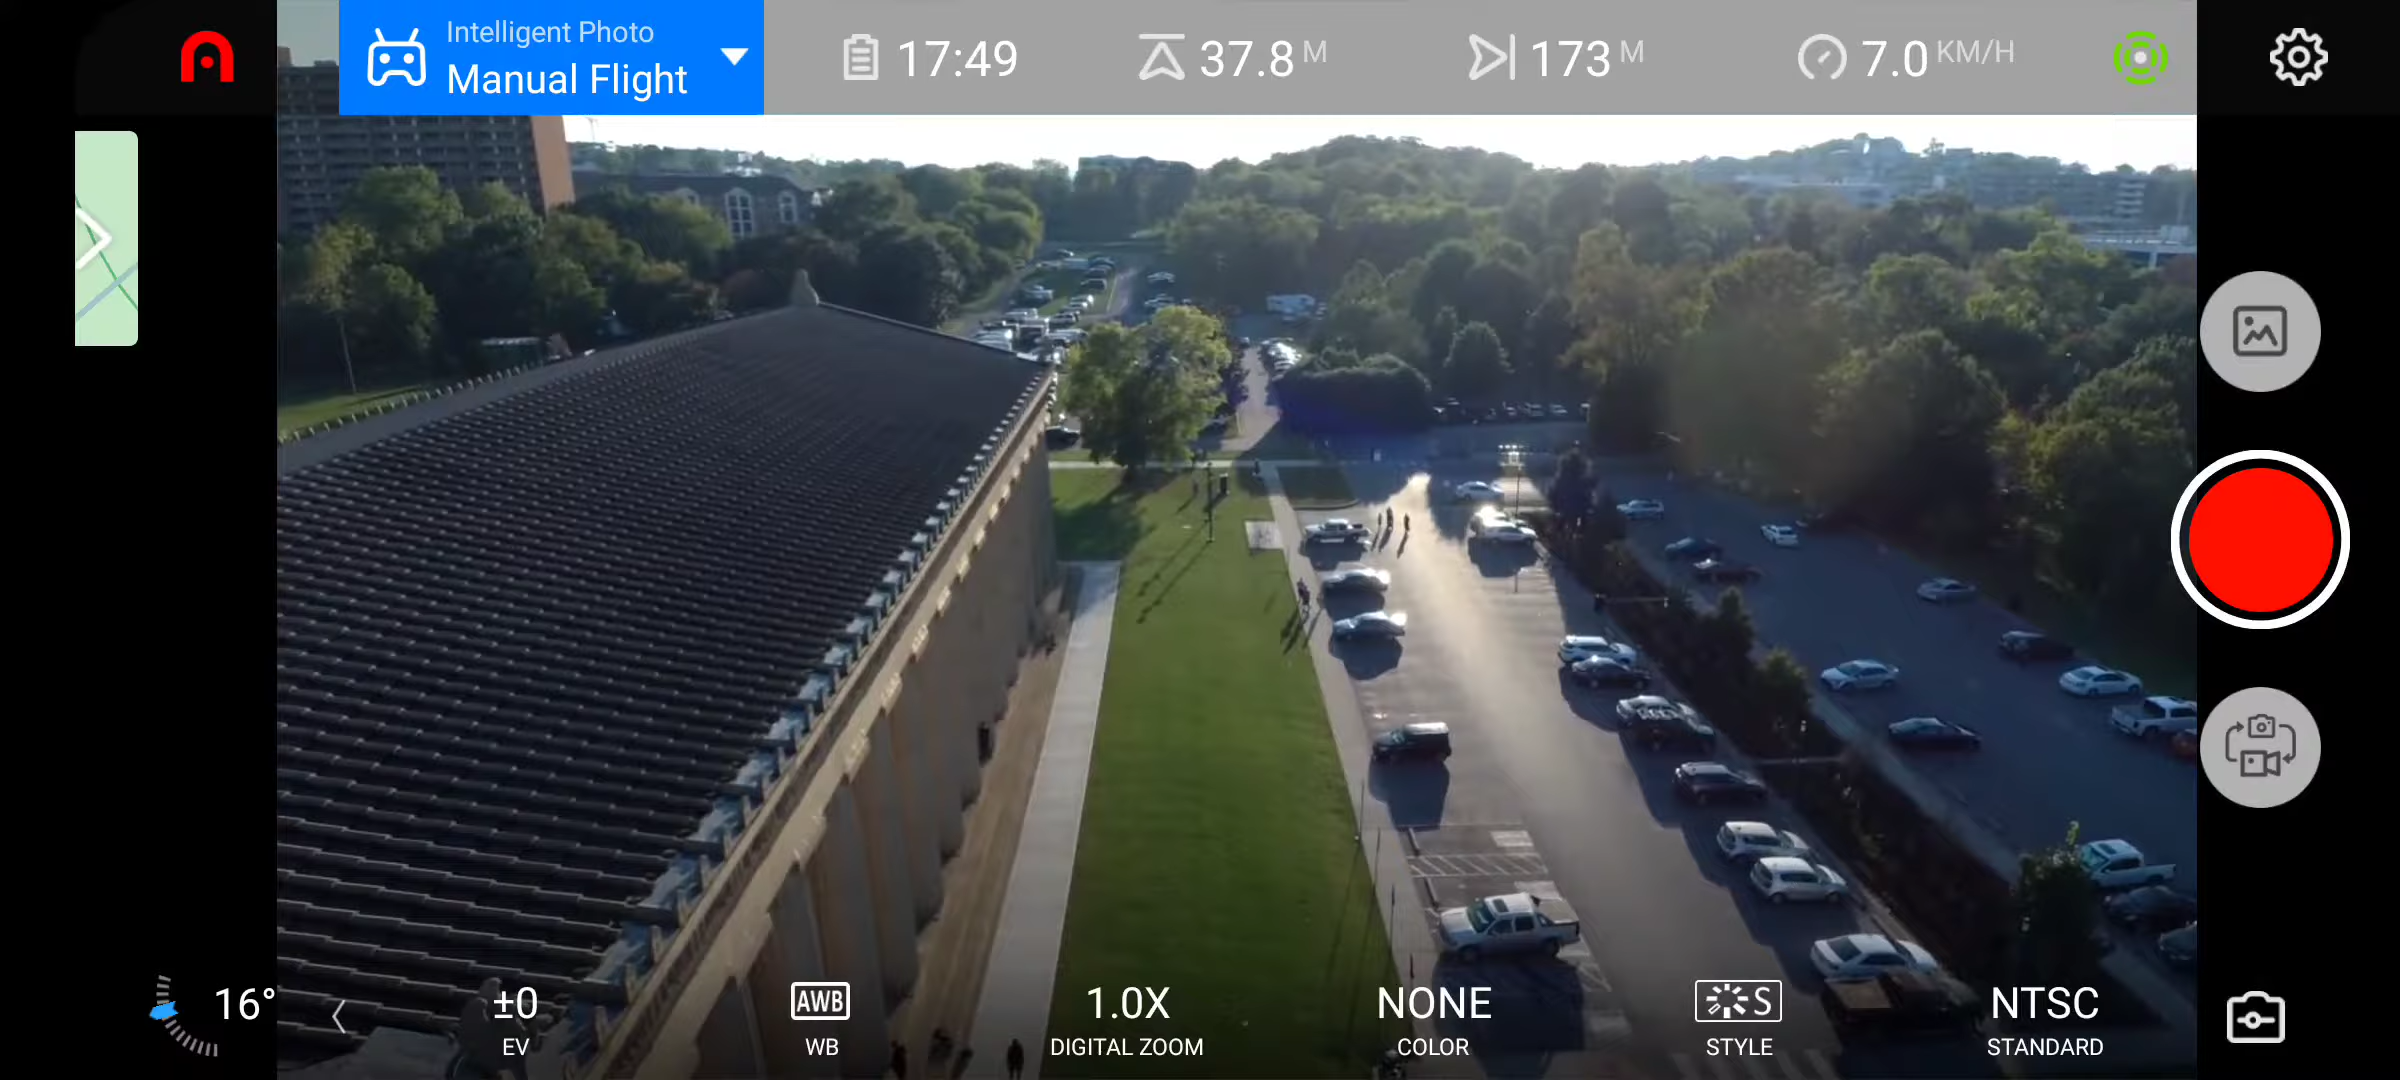 Intelligent Photo
Manual Flight
17:49
37.8 M
173 M
7.0 KM/H
16°
±0
EV
AWB
WB
1.0X
DIGITAL ZOOM
NONE
COLOR
S
STYLE
NTSC
STANDARD